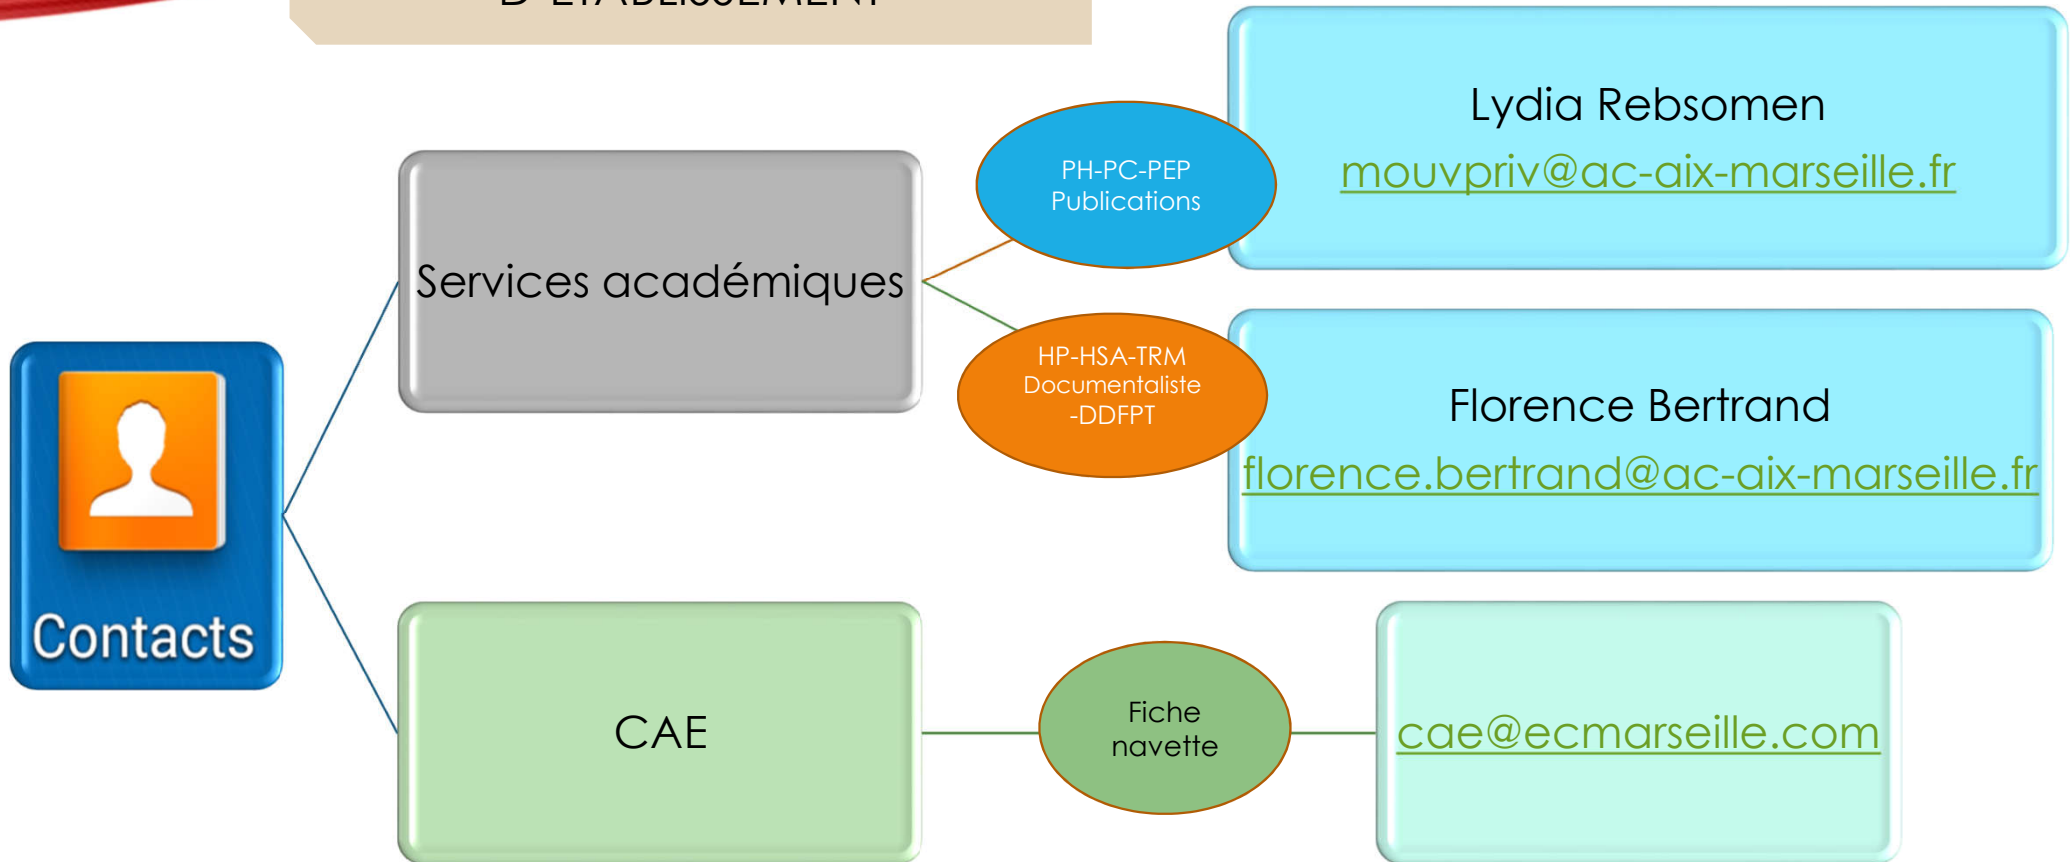 D'ETABLISSEMENT
Lydia Rebsomen
mouvpriv@ac-aix-marseille.fr
PH-PC-PEP
Publications
Services académiques
HP-HSA-TRM
Documentaliste
-DDFPT
Florence Bertrand
florence.bertrand@ac-aix-marseille.fr
Contacts
CAE
Fiche
navette
cae@ecmarseille.com